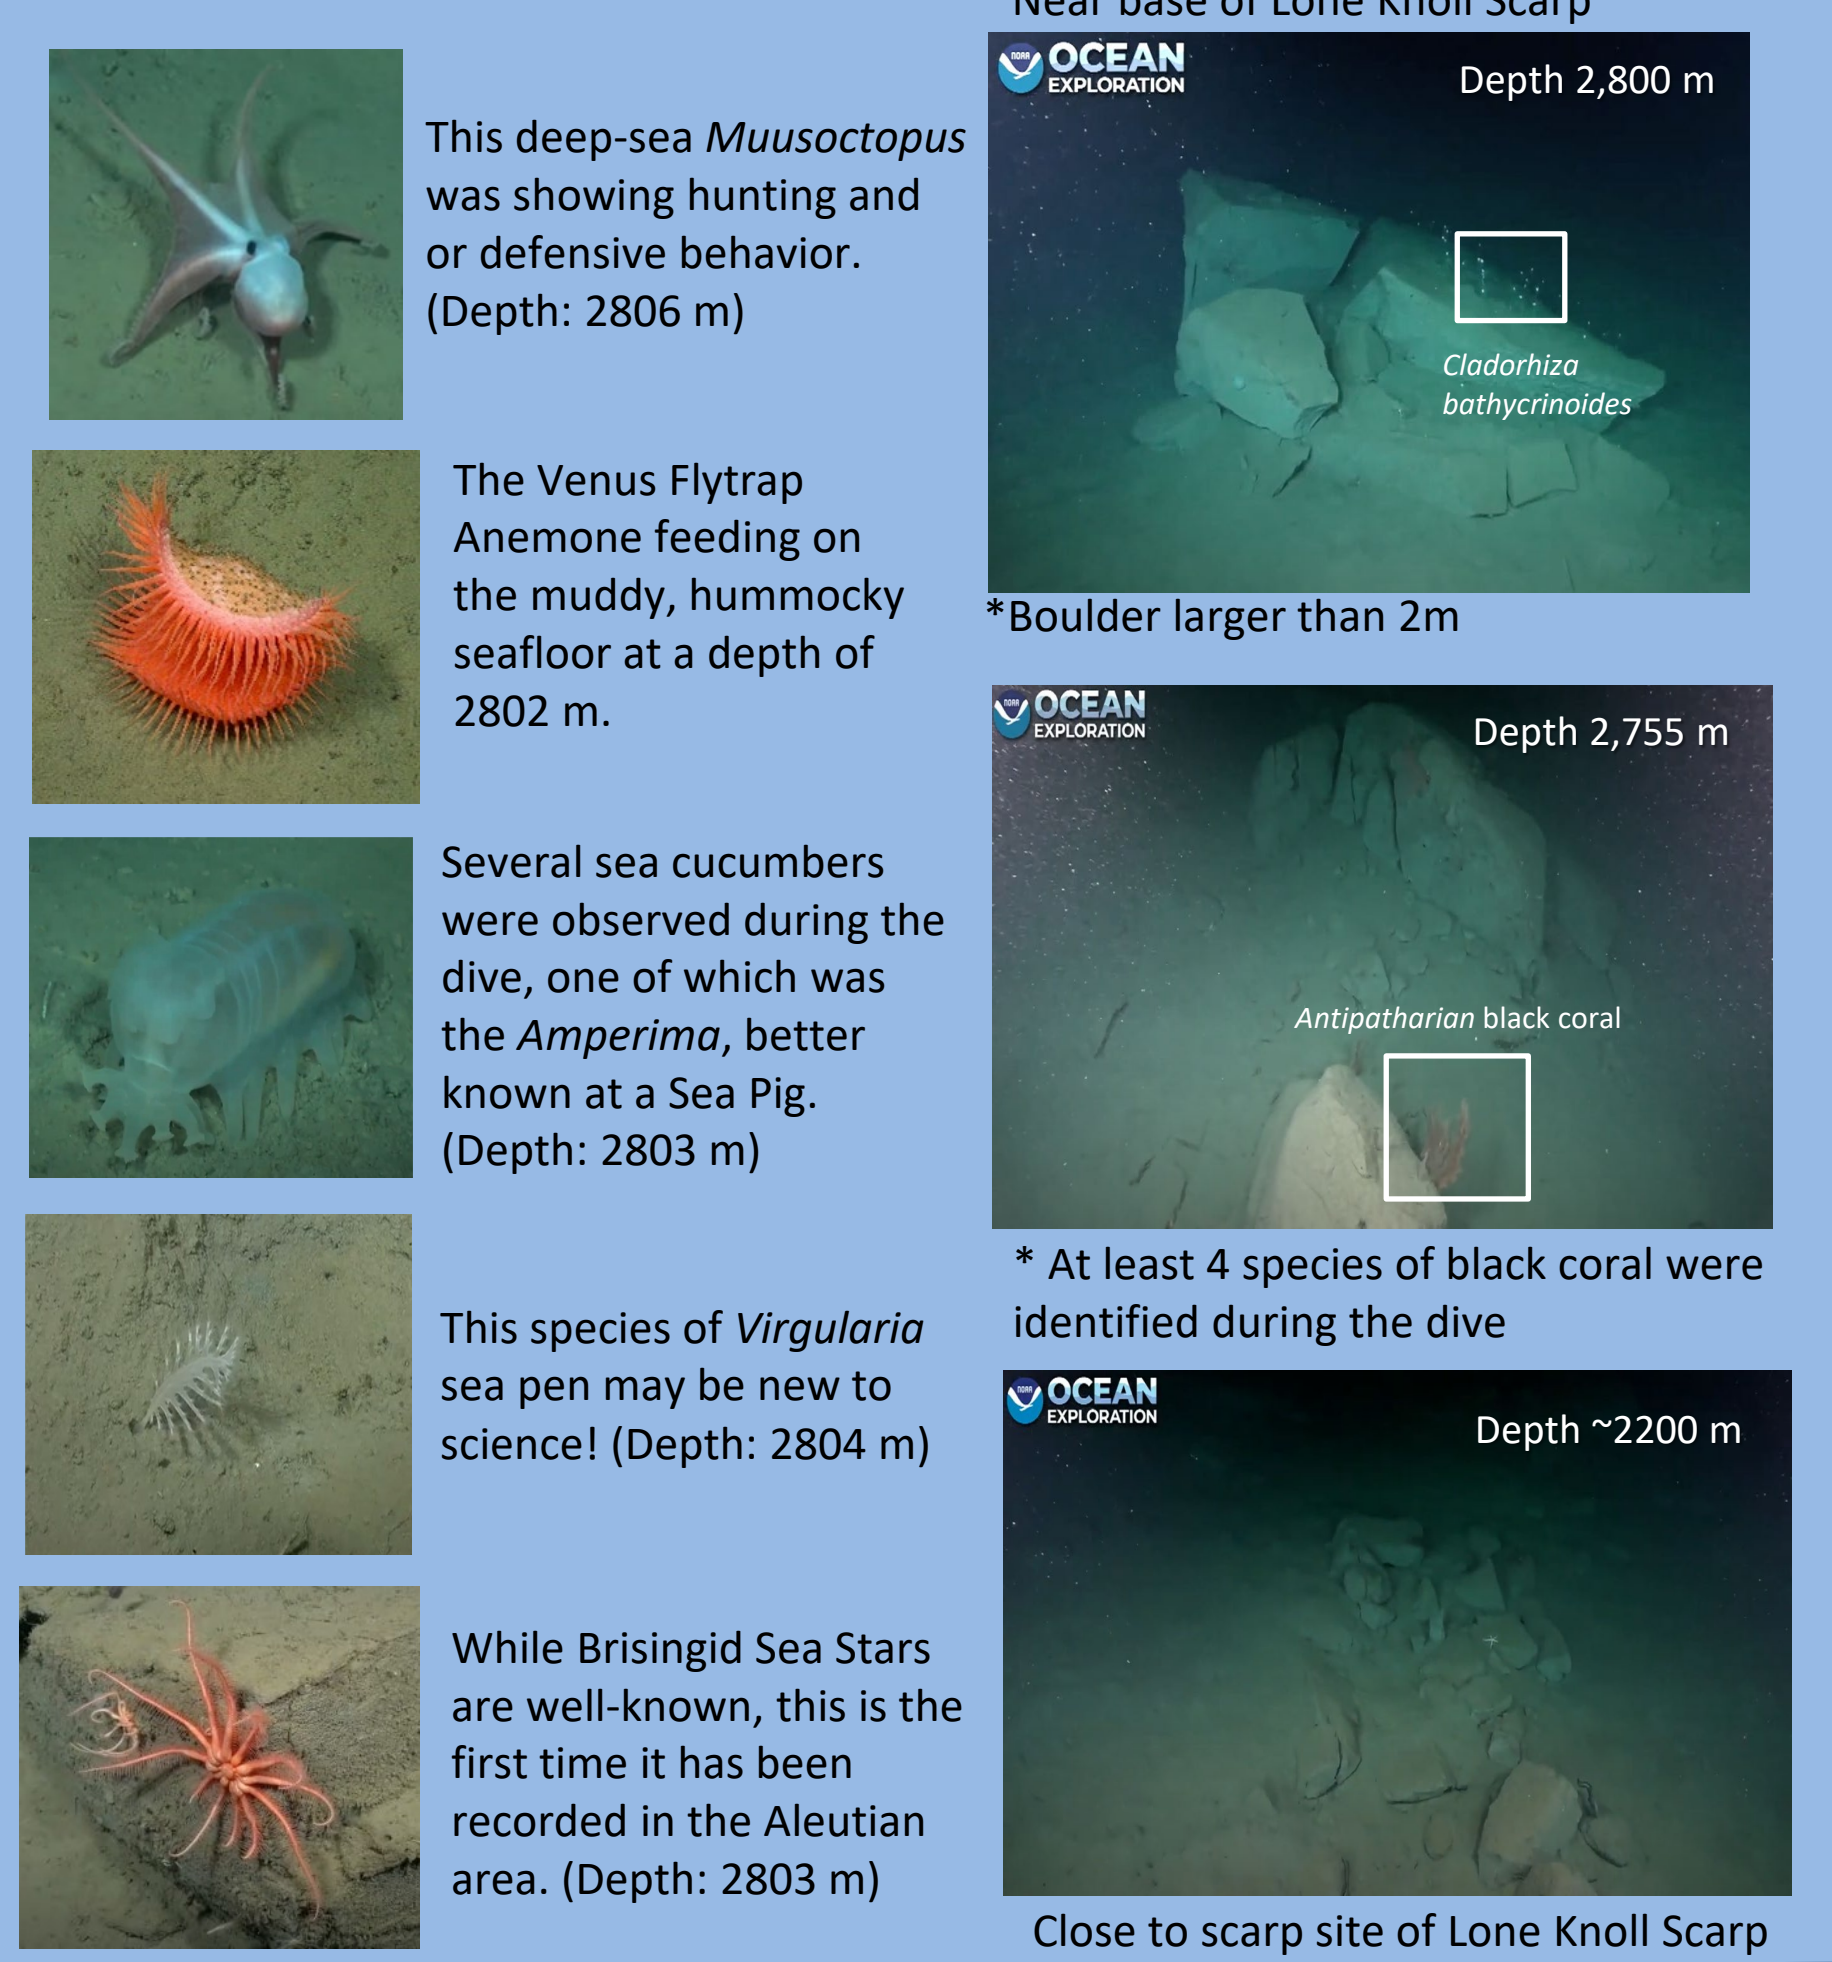 This deep-sea Muusoctopus
was showing hunting and
or defensive behavior.
(Depth: 2806 m)
The Venus Flytrap
Anemone feeding on
the muddy, hummocky
seafloor at a depth of
2802 m.
Several sea cucumbers
were observed during the
dive, one of which was
the Amperima, better
known at a Sea Pig.
(Depth: 2803 m)
This species of Virgularia
sea pen may be new to
science! (Depth: 2804 m)
While Brisingid Sea Stars
are well-known, this is the
first time it has been
recorded in the Aleutian
area. (Depth: 2803 m)
Near base of Lone Knoll Scarp
NOAA
OCEAN
EXPLORATION
Depth 2,800 m
Cladorhiza
bathycrinoides
*Boulder larger than 2m
NOAA
OCEAN
EXPLORATION
Depth 2,755 m
Antipatharian black coral
* At least 4 species of black coral were
identified during the dive
NOAA
OCEAN
EXPLORATION
Depth ~2200 m
Close to scarp site of Lone Knoll Scarp